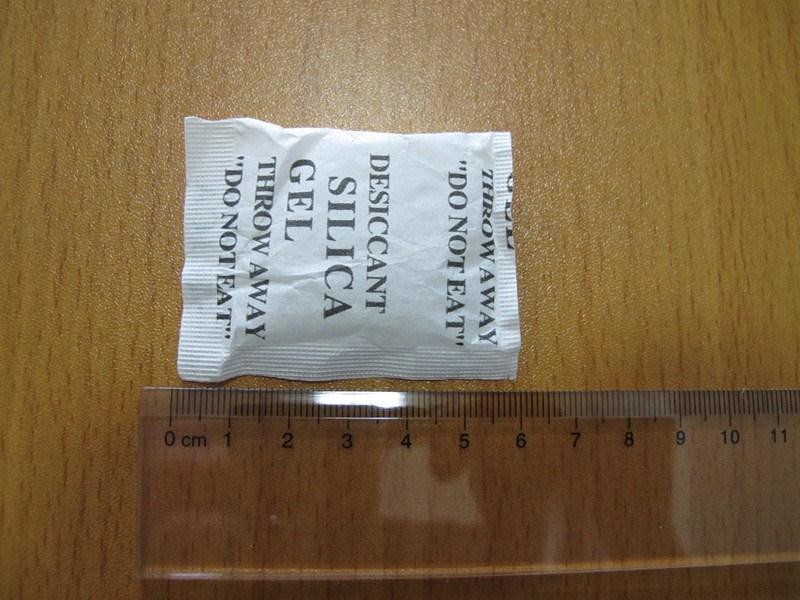 GEL
THROW AWAY
"DO NOT EAT"
DESICCANT
SILICA
GEL
THROW AWAY
"DO NOT EAT"
0 cm 1 2 3 4 5 6 7 8 9 10 11